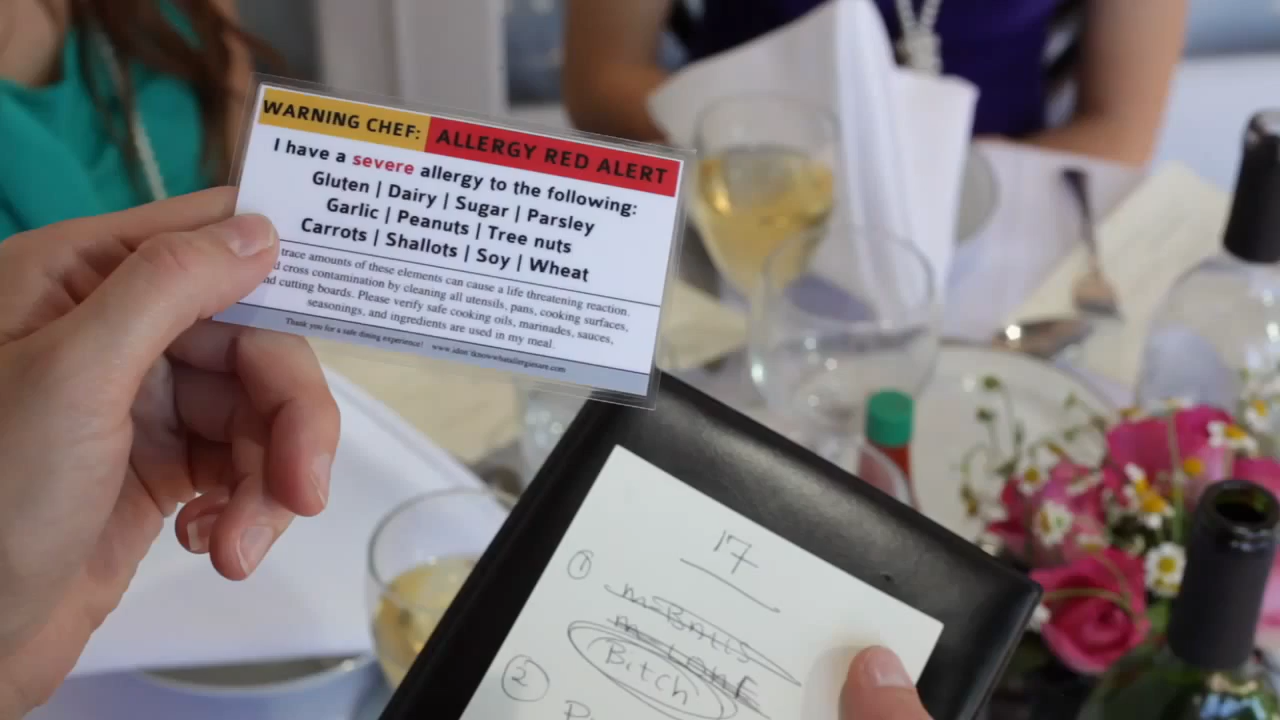 WARNING CHEF: ALLERGY RED ALERT
I have a severe allergy to the following:
Gluten | Dairy | Sugar | Parsley
Garlic | Peanuts | Tree nuts
Carrots | Shallots | Soy | Wheat
trace amounts of these elements can cause a life threatening reaction.
cross contamination by cleaning all utensils, pans, cooking surfaces,
cutting boards. Please verify safe cooking oils, marinades, sauces,
seasonings, and ingredients are used in my meal.
Thank you for a safe dining experience!
17
1
Bitch
2